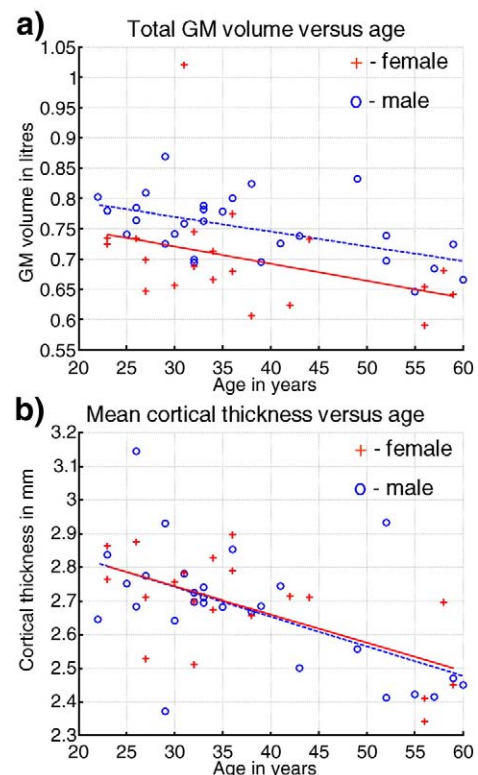 a) Total GM volume versus age
1.05
+ - female
1
o - male
0.95
0.9
0.85
0.8
0.75
0.7
0.65
0.6
0.55
GM volume in litres
20 25 30 35 40 45 50 55 60
Age in years
b) Mean cortical thickness versus age
3.2
+ - female
3.1
o - male
3
2.9
2.8
2.7
2.6
2.5
2.4
2.3
Cortical thickness in mm
20 25 30 35 40 45 50 55 60
Age in years